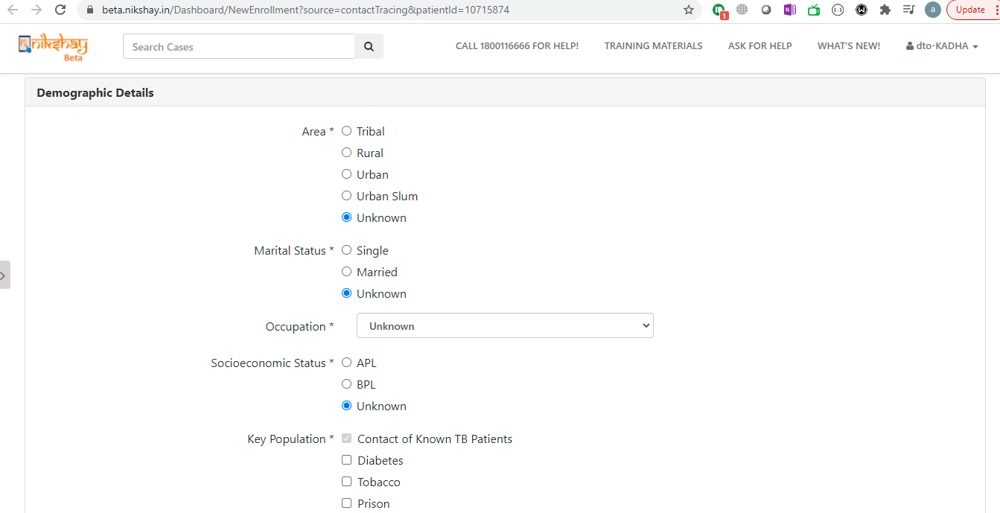 beta.nikshay.in/Dashboard/NewEnrollment?source=contactTracing&patientId=10715874
1
N
a
Update
nikshay
Beta
Search Cases
CALL 1800116666 FOR HELP!
TRAINING MATERIALS
ASK FOR HELP
WHAT'S NEW!
dto-KADHA
Demographic Details
Area * Tribal
Rural
Urban
Urban Slum
Unknown
Marital Status * Single
Married
Unknown
Occupation * Unknown
Socioeconomic Status * APL
BPL
Unknown
Key Population * Contact of Known TB Patients
Diabetes
Tobacco
Prison